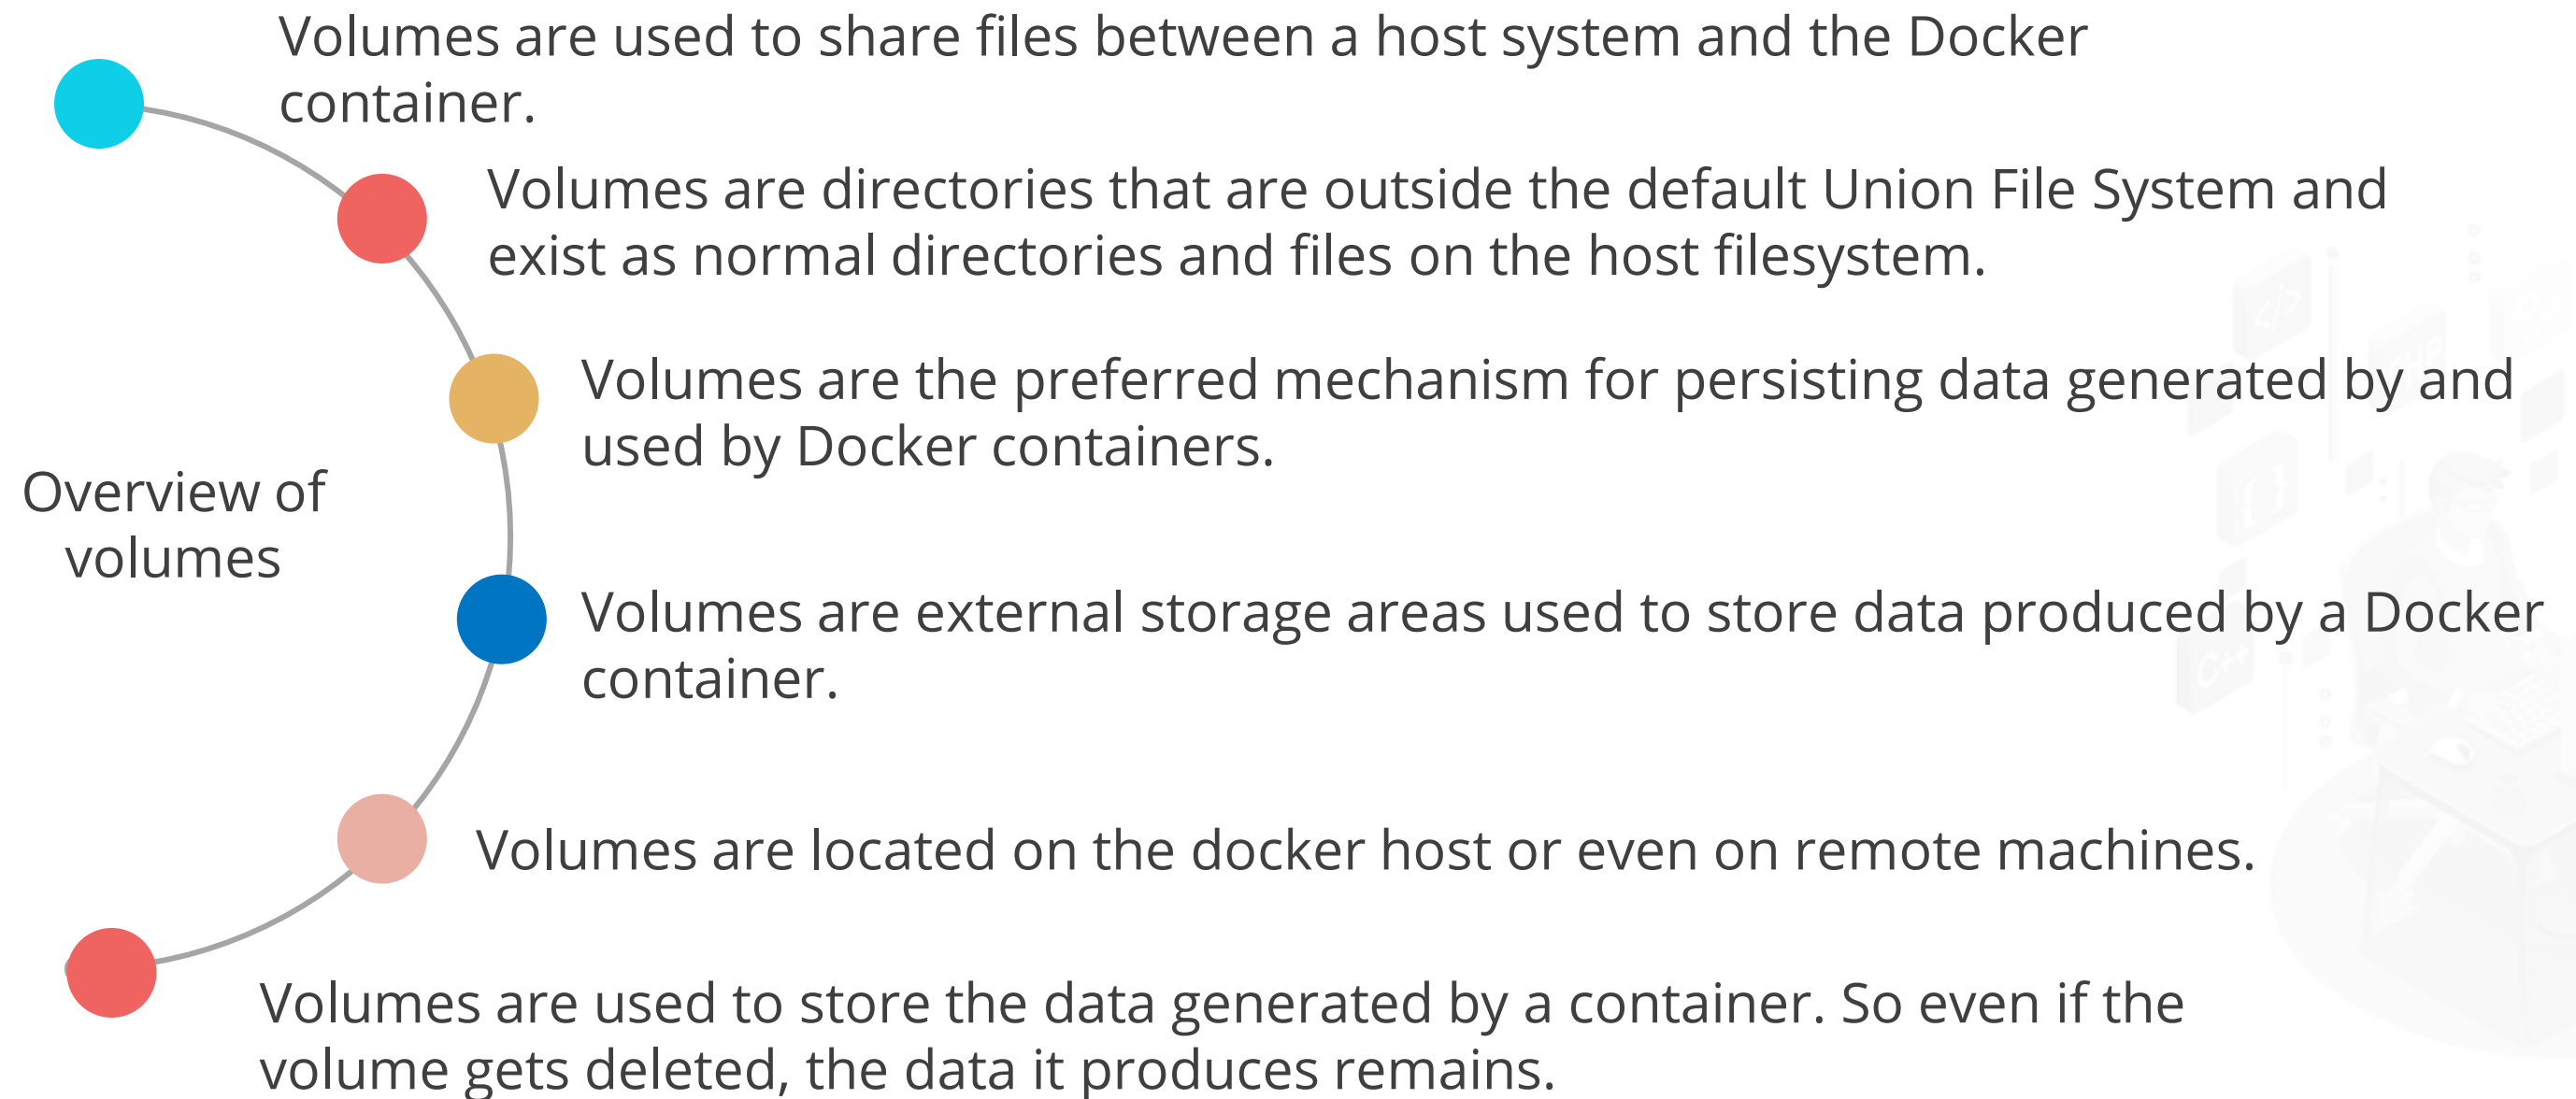 Volumes are used to share files between a host system and the Docker
container.
Volumes are directories that are outside the default Union File System and
exist as normal directories and files on the host filesystem.
Volumes are the preferred mechanism for persisting data generated by and
used by Docker containers.
Overview of
volumes
Volumes are external storage areas used to store data produced by a Docker
container.
Volumes are located on the docker host or even on remote machines.
Volumes are used to store the data generated by a container. So even if the
volume gets deleted, the data it produces remains.